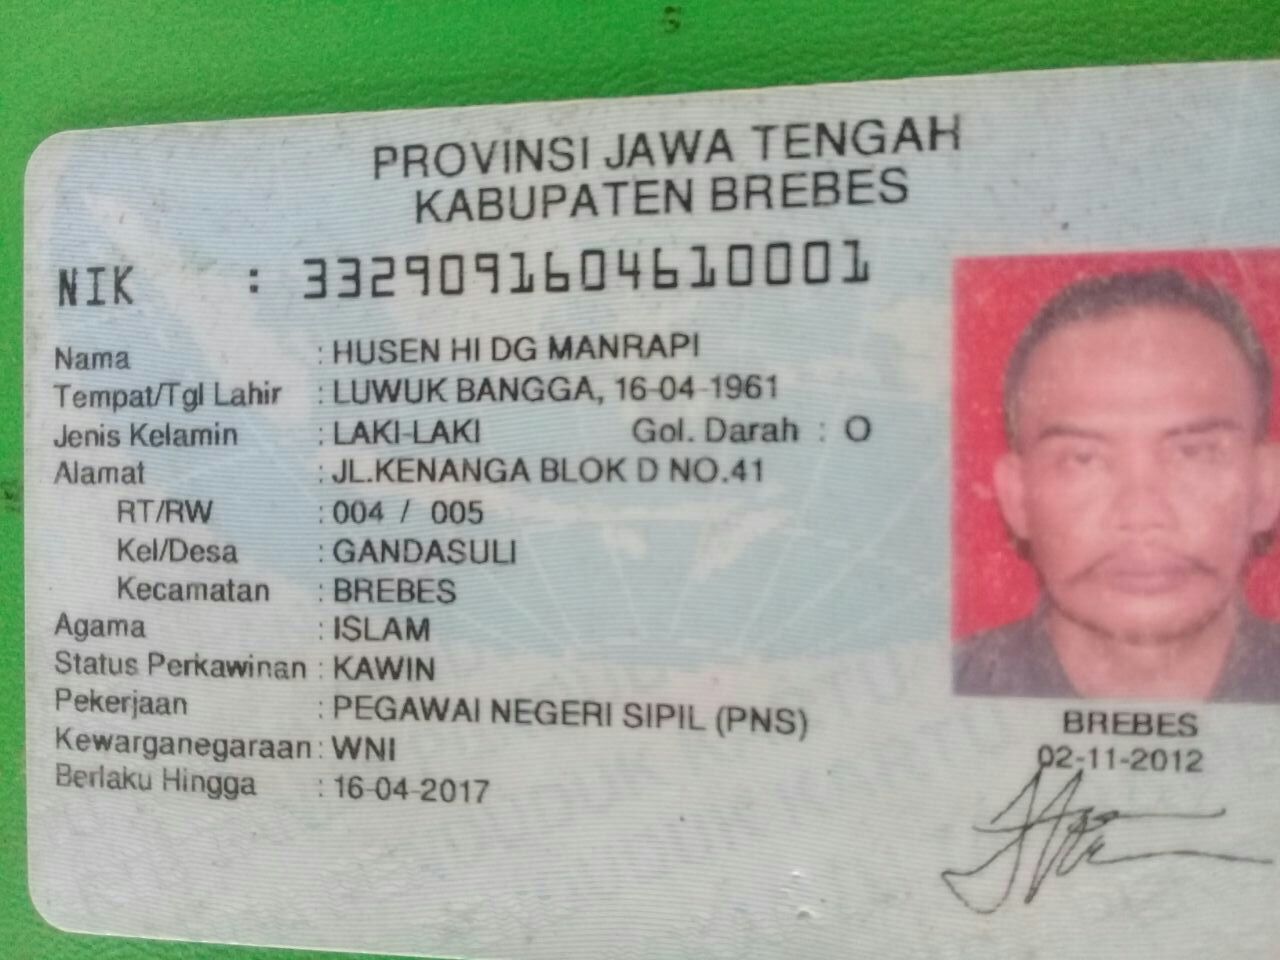 PROVINSI JAWA TENGAH
KABUPATEN BREBES
NIK : 3329091604610001
Nama : HUSEN HI DG MANRAPI
Tempat/Tgl Lahir : LUWUK BANGGA, 16-04-1961
Jenis Kelamin : LAKI-LAKI Gol. Darah : O
Alamat : JL.KENANGA BLOK D NO.41
RT/RW : 004 / 005
Kel/Desa : GANDASULI
Kecamatan : BREBES
Agama : ISLAM
Status Perkawinan : KAWIN
Pekerjaan : PEGAWAI NEGERI SIPIL (PNS)
Kewarganegaraan : WNI
Berlaku Hingga : 16-04-2017
BREBES
02-11-2012